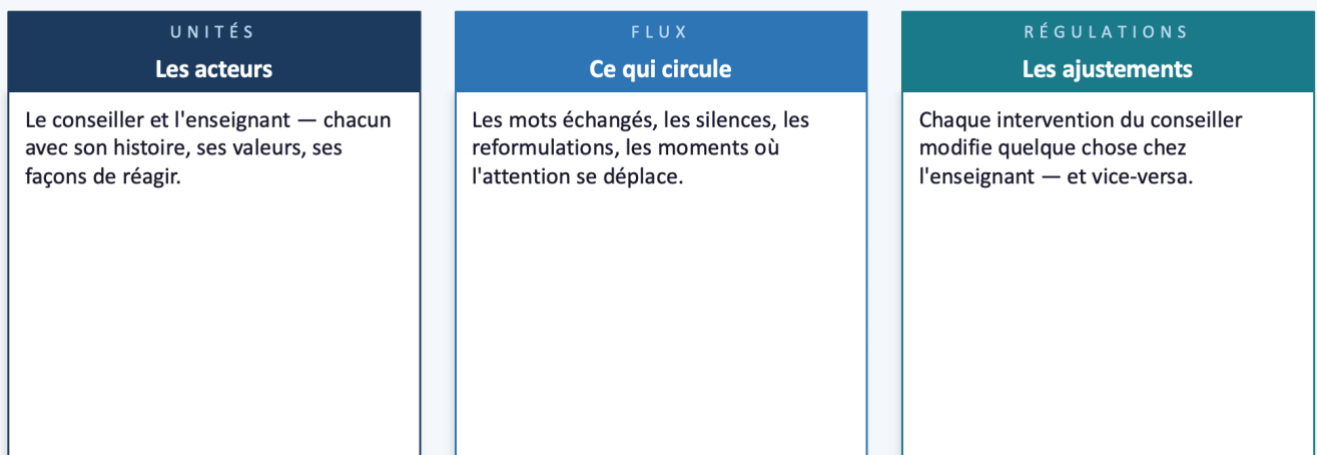 UNITÉS
Les acteurs
Le conseiller et l'enseignant — chacun
avec son histoire, ses valeurs, ses
façons de réagir.
FLUX
Ce qui circule
Les mots échangés, les silences, les
reformulations, les moments où
l'attention se déplace.
RÉGULATIONS
Les ajustements
Chaque intervention du conseiller
modifie quelque chose chez
l'enseignant — et vice-versa.